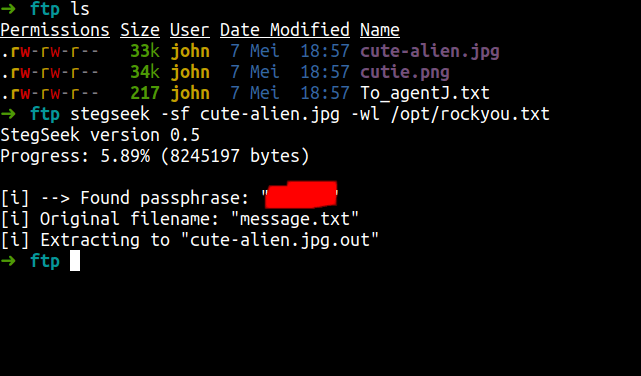 ➜ ftp ls
Permissions Size User Date Modified Name
.rw-rw-r-- 33k john 7 Mei 18:57 cute-alien.jpg
.rw-rw-r-- 34k john 7 Mei 18:57 cutie.png
.rw-rw-r-- 217 john 7 Mei 18:57 To_agentJ.txt
➜ ftp stegseek -sf cute-alien.jpg -wl /opt/rockyou.txt
StegSeek version 0.5
Progress: 5.89% (8245197 bytes)
[i] --> Found passphrase: "
[i] Original filename: "message.txt"
[i] Extracting to "cute-alien.jpg.out"
➜ ftp